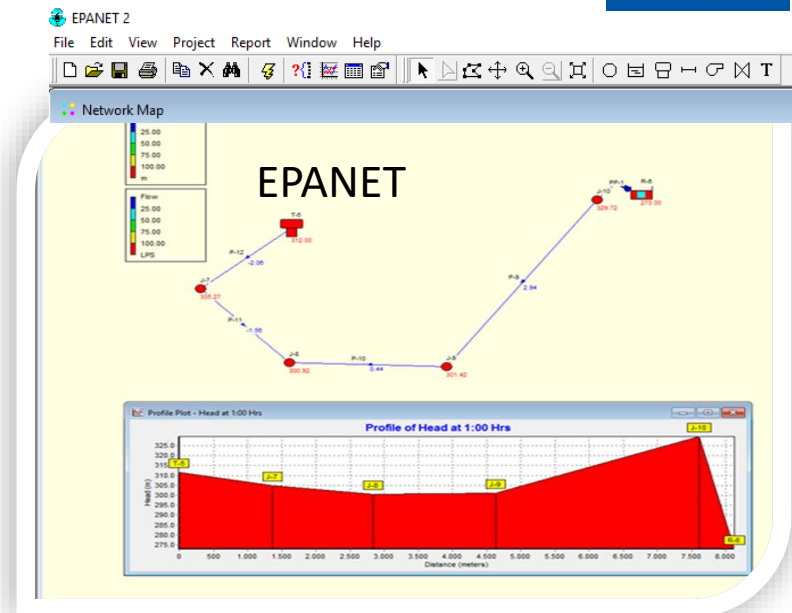 EPANET 2
File Edit View Project Report Window Help
T
Network Map
25.00
50.00
75.00
100.00
m
EPANET
Flow
25.00
50.00
75.00
100.00
LPS
J-10
PP-1
R-6
329.72
273.00
312.00
P-12
-2.06
J-7
P-9
2.94
P-11
-1.56
J-8
300.92
P-10
0.44
J-9
301.42
Profile Plot - Head at 1:00 Hrs
Profile of Head at 1:00 Hrs
J-10
325.0
320.0
315.0
T-5
310.0
305.0
300.0
295.0
290.0
285.0
280.0
275.0
Head (m)
J-7
J-8
J-9
R-6
0 500 1.000 1.500 2.000 2.500 3.000 3.500 4.000 4.500 5.000 5.500 6.000 6.500 7.000 7.500 8.000
Distance (meters)